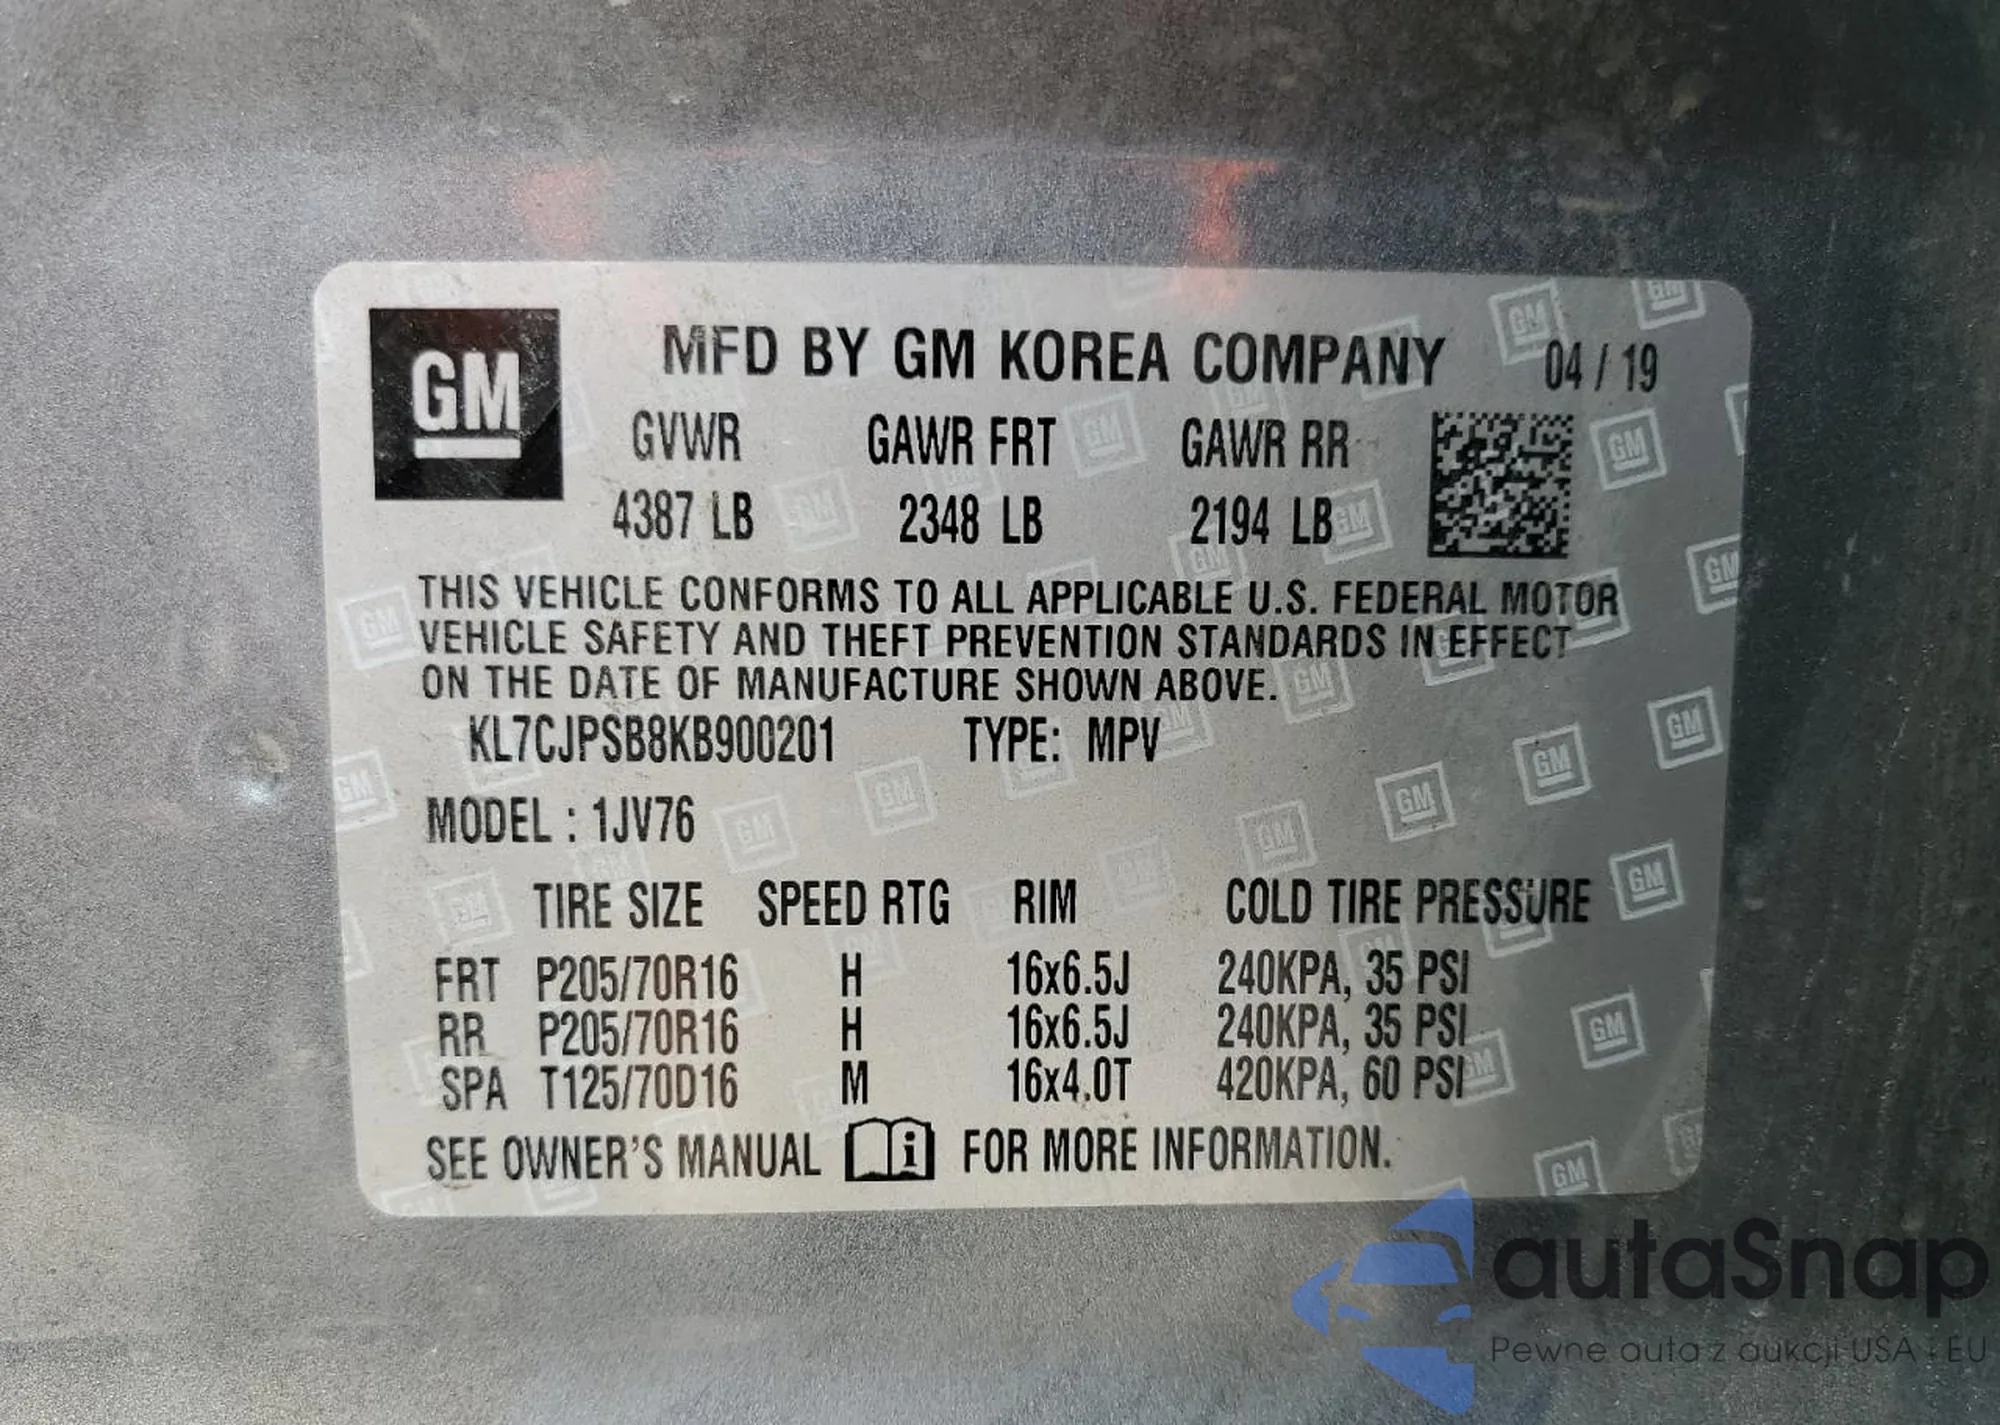 GM
MFD BY GM KOREA COMPANY 04 / 19
GVWR GAWR FRT GAWR RR
4387 LB 2348 LB 2194 LB
THIS VEHICLE CONFORMS TO ALL APPLICABLE U.S. FEDERAL MOTOR
VEHICLE SAFETY AND THEFT PREVENTION STANDARDS IN EFFECT
ON THE DATE OF MANUFACTURE SHOWN ABOVE.
KL7CJPSB8KB900201 TYPE: MPV
MODEL : 1JV76
TIRE SIZE SPEED RTG RIM COLD TIRE PRESSURE
FRT P205/70R16 H 16x6.5J 240KPA, 35 PSI
RR P205/70R16 H 16x6.5J 240KPA, 35 PSI
SPA T125/70D16 M 16x4.0T 420KPA, 60 PSI
SEE OWNER'S MANUAL i FOR MORE INFORMATION.
autaSnap
Pewne auta z aukcji USA i EU